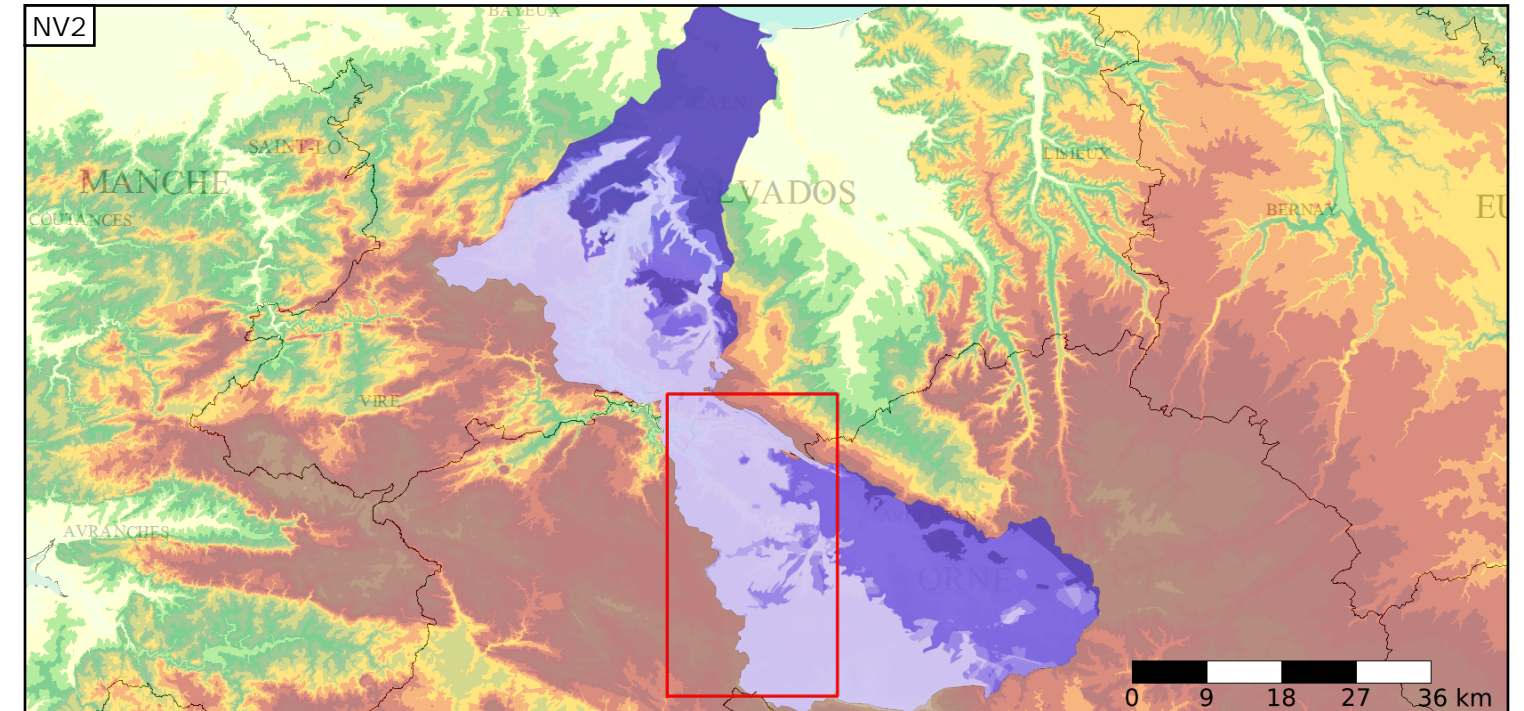 NV2
BAYEUX
CAEN
SAINT-LO
LISIEUX
MANCHE
ALVADOS
COUTANCES
BERNAY
EU
VIRE
AVRANCHES
ORNE
0 9 18 27 36 km